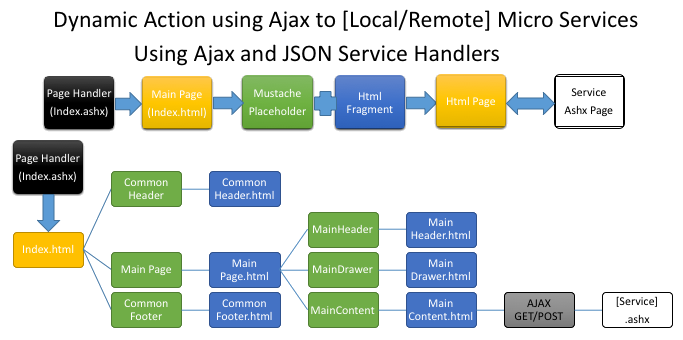 Dynamic Action using Ajax to [Local/Remote] Micro Services
Using Ajax and JSON Service Handlers
Page Handler
(Index.ashx)
Main Page
(Index.html)
Mustache
Placeholder
Html
Fragment
Html Page
Service
Ashx Page
Page Handler
(Index.ashx)
Index.html
Common
Header
Common
Header.html
Main Page
Main
Page.html
Common
Footer
Common
Footer.html
MainHeader
Main
Header.html
MainDrawer
Main
Drawer.html
MainContent
Main
Content.html
AJAX
GET/POST
[Service]
.ashx